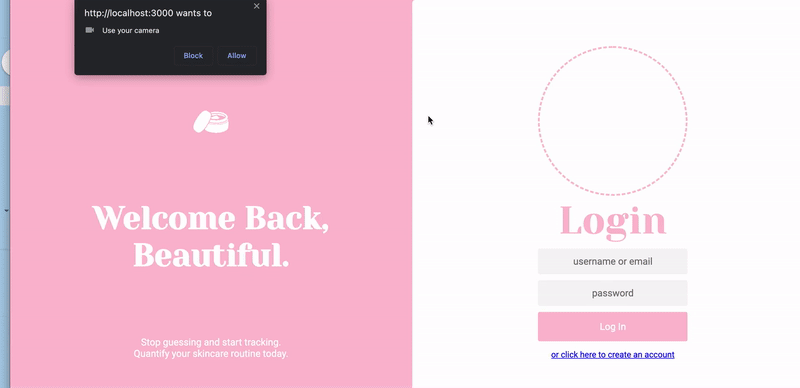 http://localhost:3000 wants to
Use your camera
Block
Allow
Welcome Back,
Beautiful.
Stop guessing and start tracking.
Quantify your skincare routine today.
Login
username or email
password
Log In
or click here to create an account